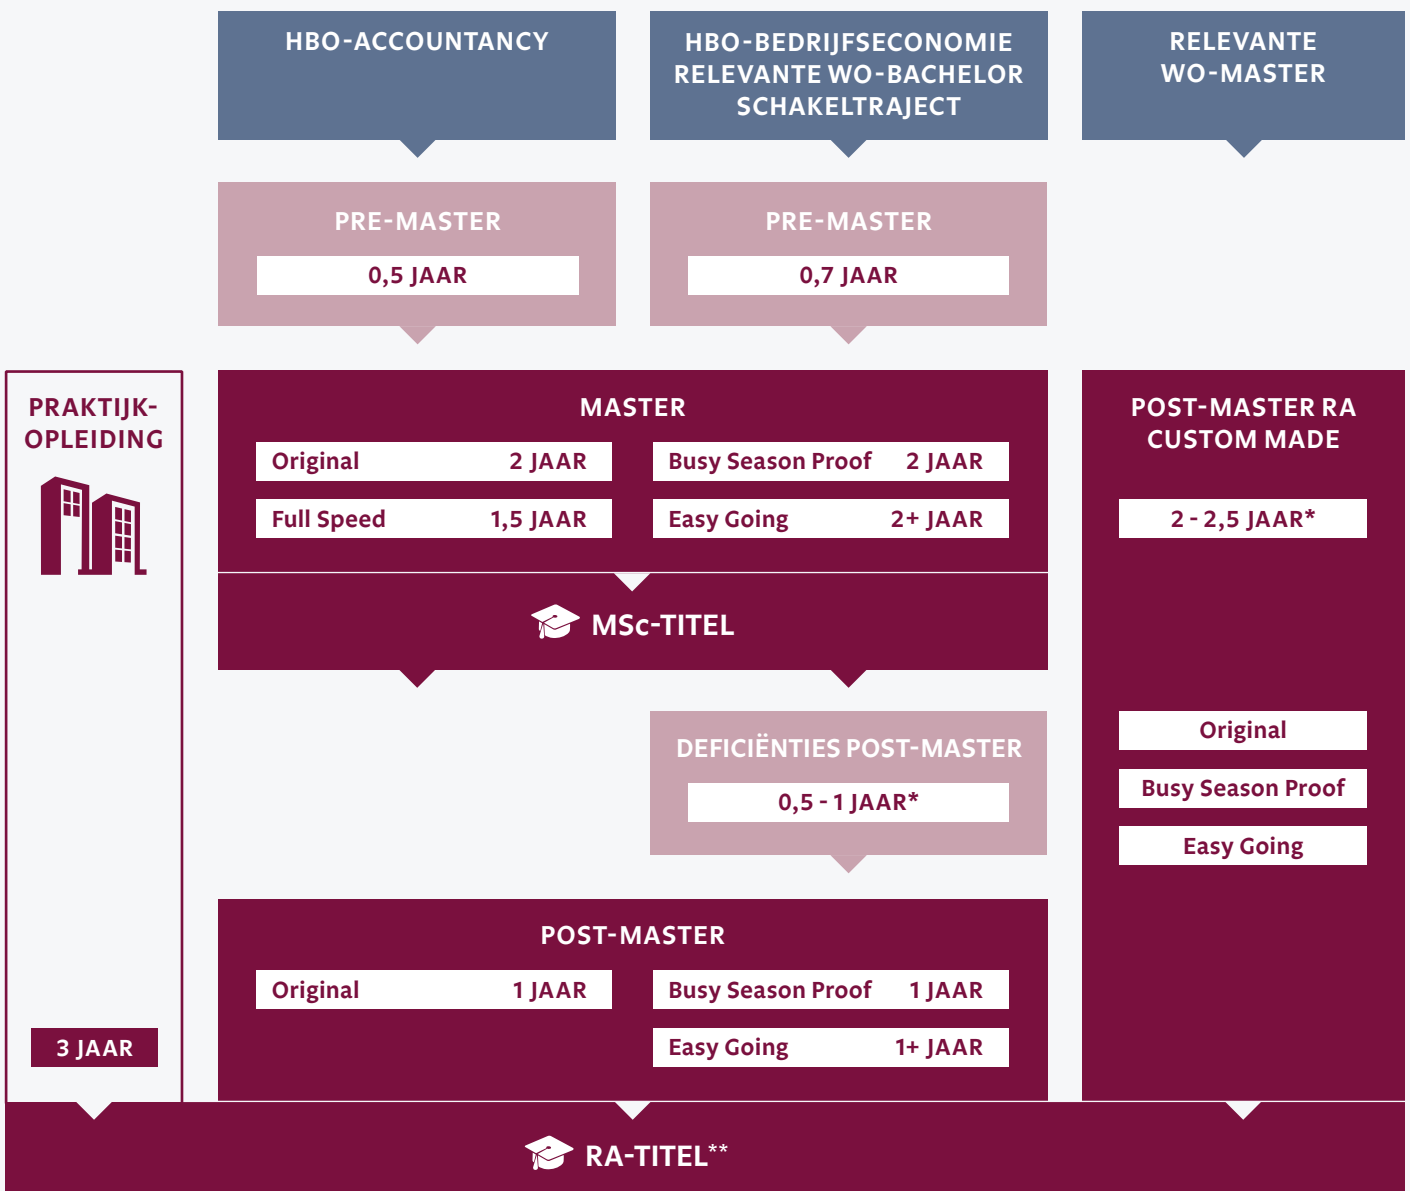 HBO-ACCOUNTANCY
HBO-BEDRIJFSECONOMIE
RELEVANTE WO-BACHELOR
SCHAKELTRAJECT
RELEVANTE
WO-MASTER
PRE-MASTER
0,5 JAAR
PRE-MASTER
0,7 JAAR
PRAKTIJK-
OPLEIDING
3 JAAR
MASTER
Original 2 JAAR
Busy Season Proof 2 JAAR
Full Speed 1,5 JAAR
Easy Going 2+ JAAR
MSc-TITEL
DEFICIËNTIES POST-MASTER
0,5 - 1 JAAR*
POST-MASTER
Original 1 JAAR
Busy Season Proof 1 JAAR
Easy Going 1+ JAAR
POST-MASTER RA
CUSTOM MADE
2 - 2,5 JAAR*
Original
Busy Season Proof
Easy Going
RA-TITEL**